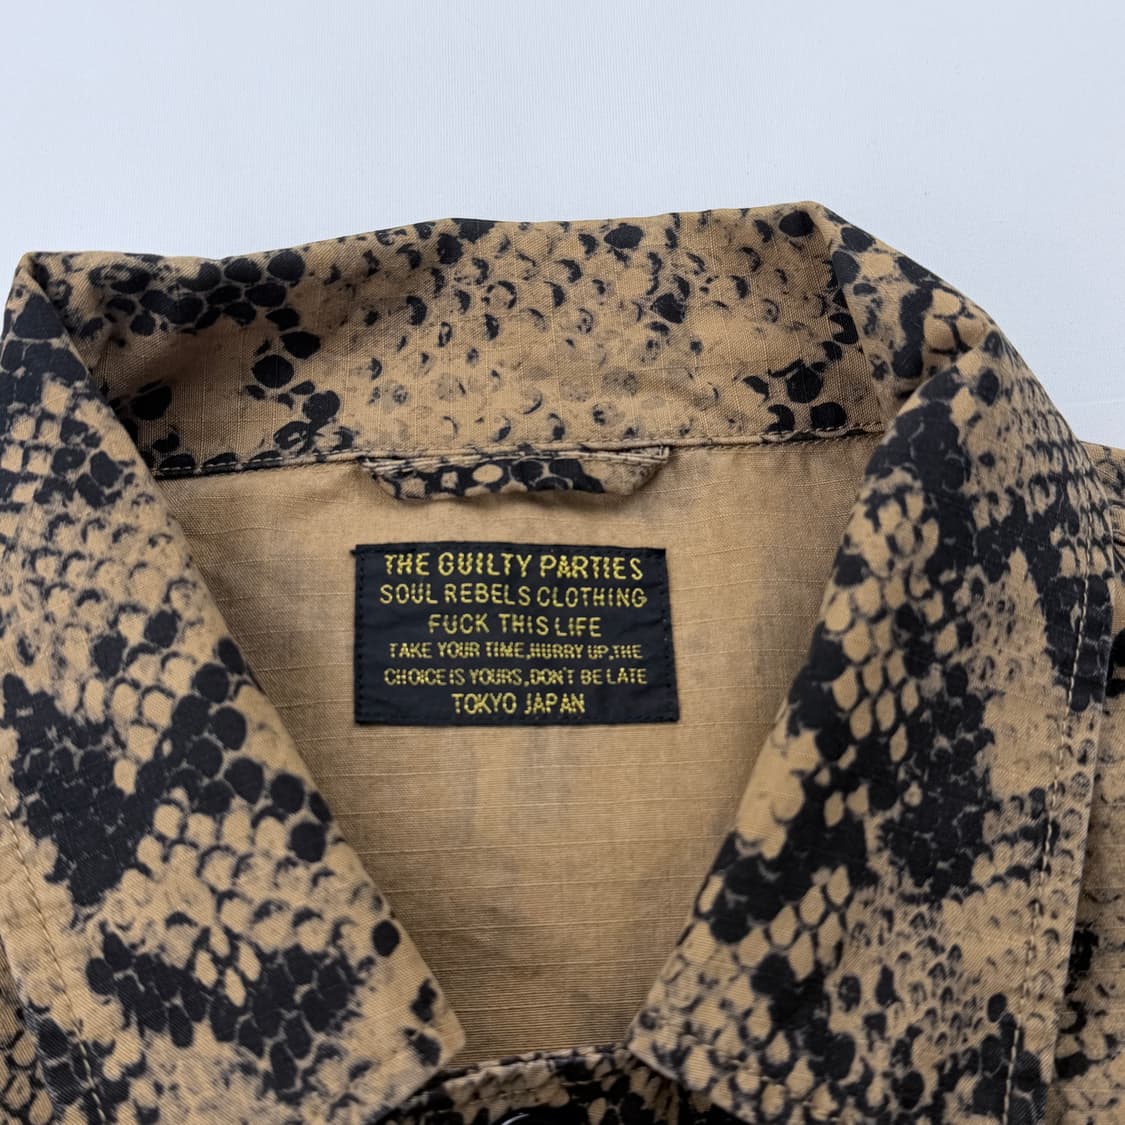 THE GUILTY PARTIES
SOUL REBELS CLOTHING
FUCK THIS LIFE
TAKE YOUR TIME,HURRY UP,THE
CHOICE IS YOURS,DON'T BE LATE
TOKYO JAPAN